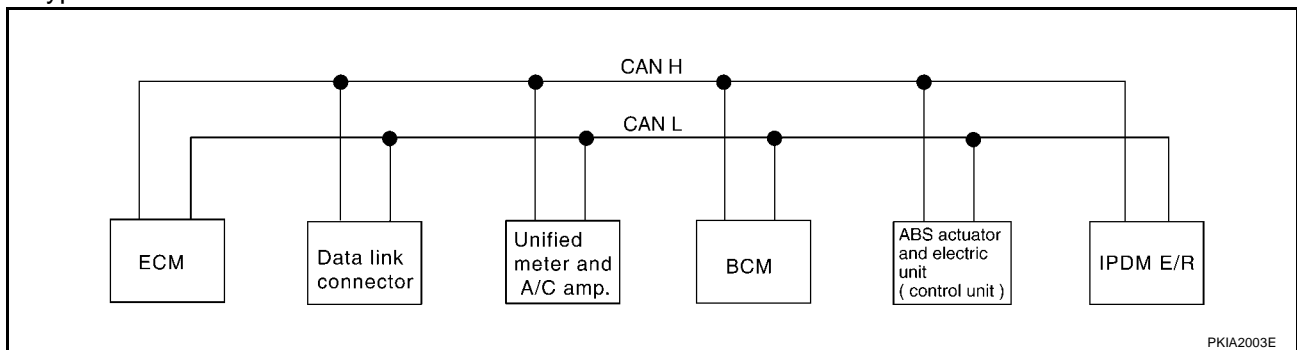 CAN H
CAN L
ECM
Data link
connector
Unified
meter and
A/C amp.
BCM
ABS actuator
and electric
unit
( control unit )
IPDM E/R
PKIA2003E